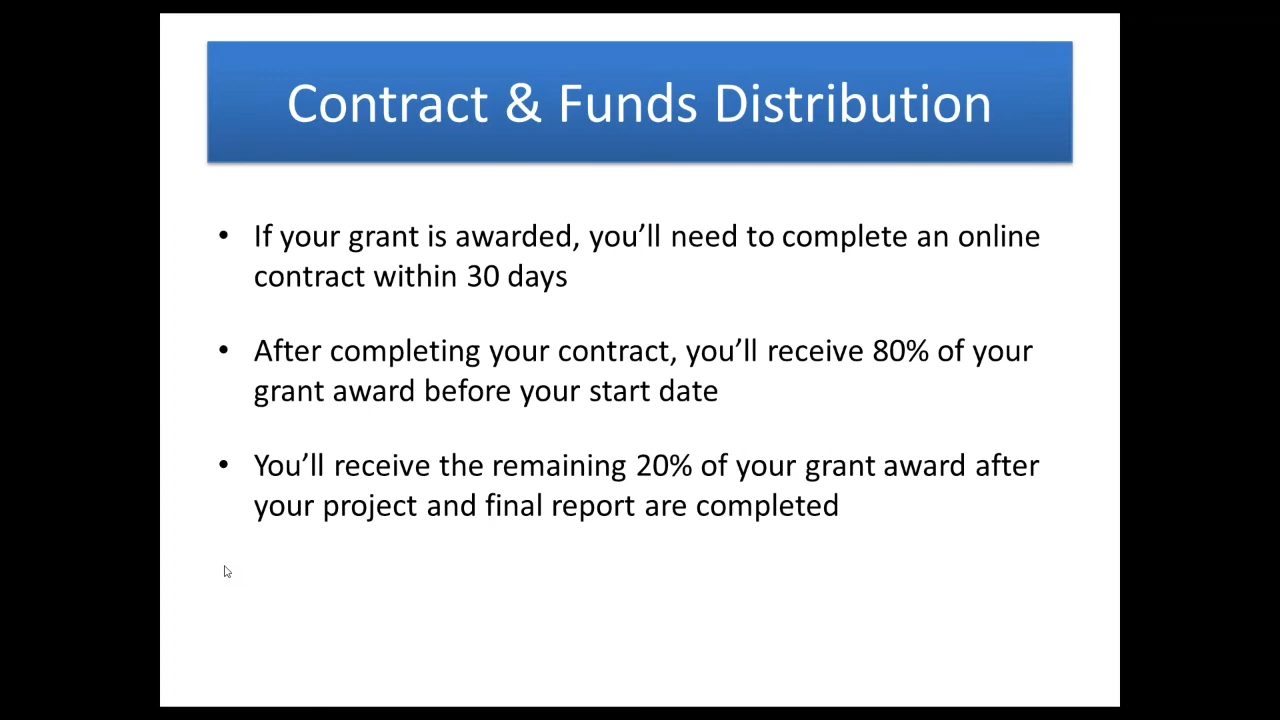 Contract & Funds Distribution
• If your grant is awarded, you’ll need to complete an online
contract within 30 days
• After completing your contract, you’ll receive 80% of your
grant award before your start date
• You’ll receive the remaining 20% of your grant award after
your project and final report are completed